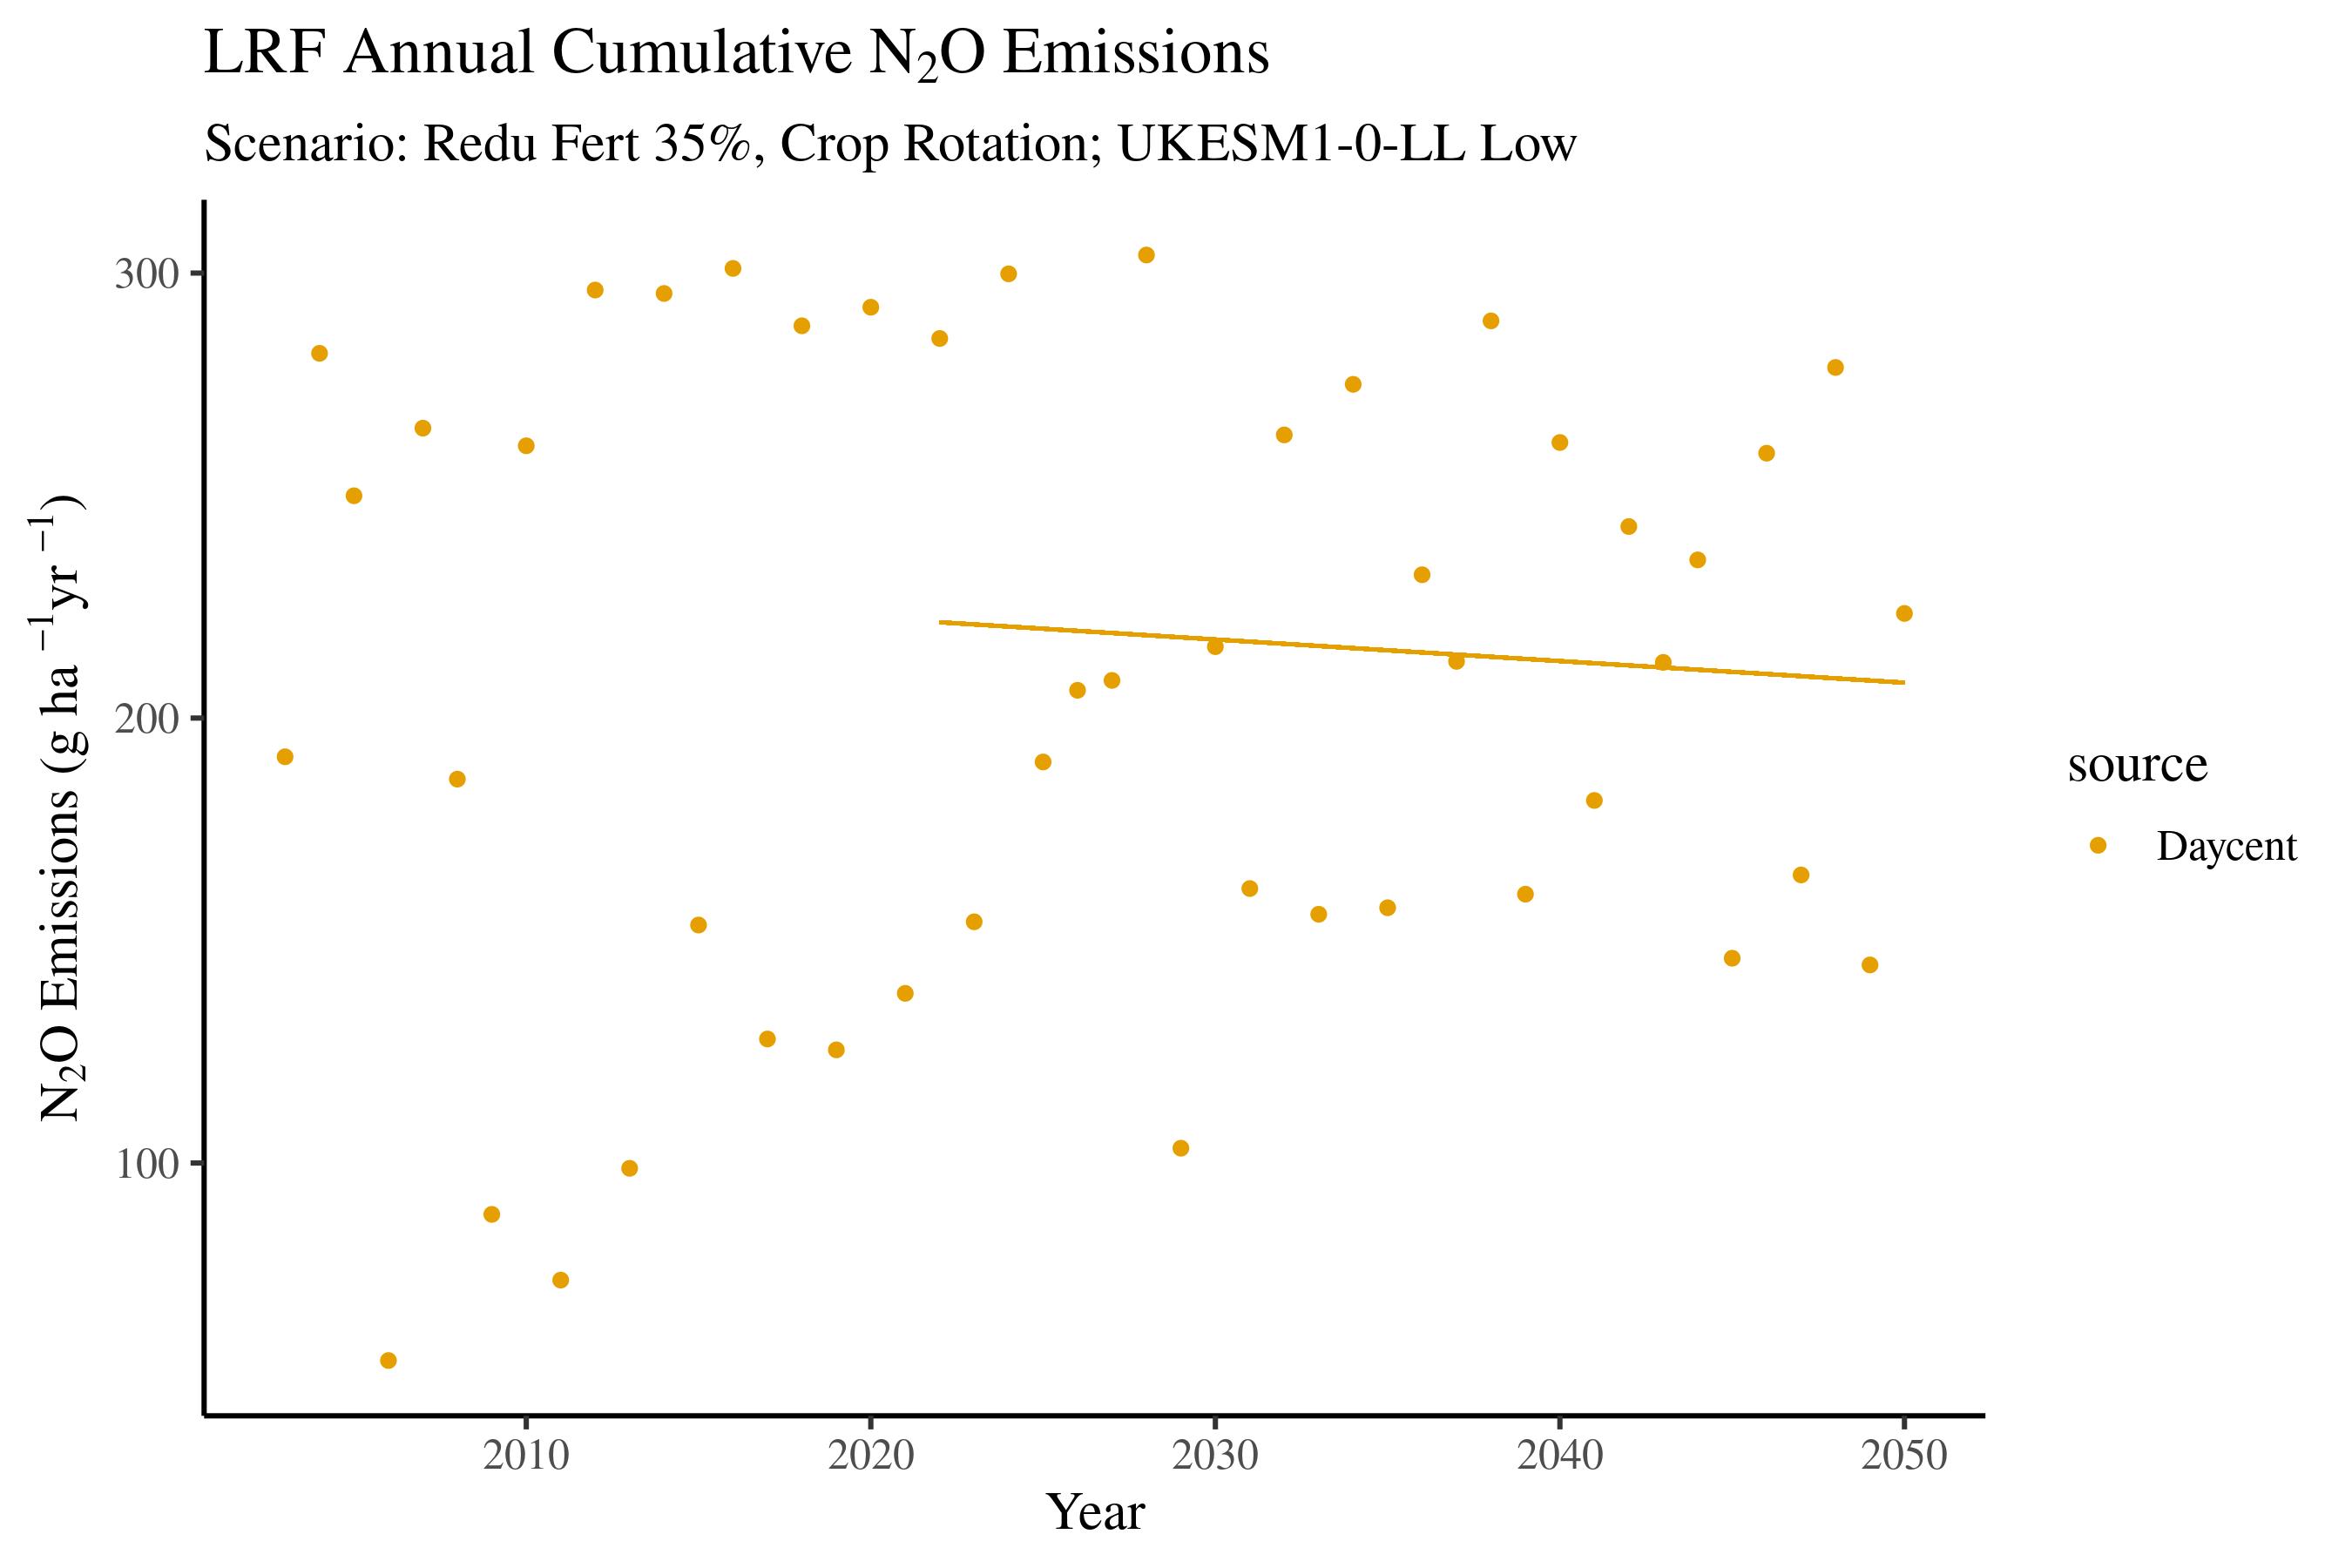 LRF Annual Cumulative N₂O Emissions
Scenario: Redu Fert 35%, Crop Rotation; UKESM1-0-LL Low
N₂O Emissions (g ha⁻¹yr⁻¹)
300
200
100
2010 2020 2030 2040 2050
Year
source
Daycent